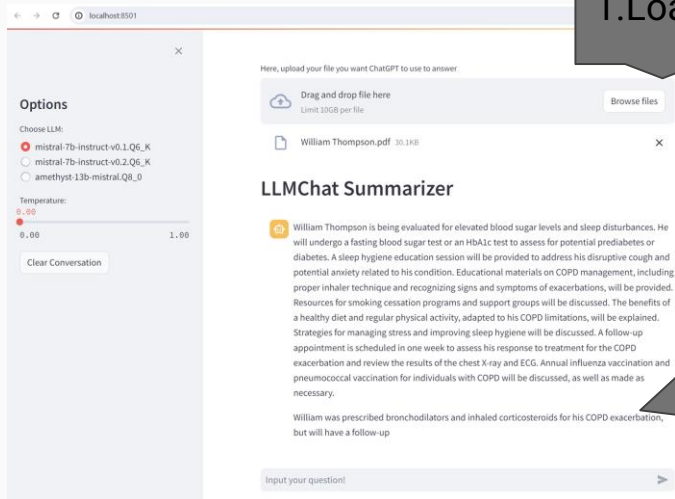 localhost:8501
1.Loa
Options
Choose LLM:
mistral-7b-instruct-v0.1.Q6_K
mistral-7b-instruct-v0.2.Q6_K
amethyst-13b-mistral.Q8_0
Temperature:
0.00
0.00 1.00
Clear Conversation
Here, upload your file you want ChatGPT to use to answer
Drag and drop file here
Limit 10GB per file
Browse files
William Thompson.pdf 30.1KB
LLMChat Summarizer
William Thompson is being evaluated for elevated blood sugar levels and sleep disturbances. He
will undergo a fasting blood sugar test or an HbA1c test to assess for potential prediabetes or
diabetes. A sleep hygiene education session will be provided to address his disruptive cough and
potential anxiety related to his condition. Educational materials on COPD management, including
proper inhaler technique and recognizing signs and symptoms of exacerbations, will be provided.
Resources for smoking cessation programs and support groups will be discussed. The benefits of
a healthy diet and regular physical activity, adapted to his COPD limitations, will be explained.
Strategies for managing stress and improving sleep hygiene will be discussed. A follow-up
appointment is scheduled in one week to assess his response to treatment for the COPD
exacerbation and review the results of the chest X-ray and ECG. Annual influenza vaccination and
pneumococcal vaccination for individuals with COPD will be discussed, as well as made as
necessary.
William was prescribed bronchodilators and inhaled corticosteroids for his COPD exacerbation,
but will have a follow-up
Input your question!